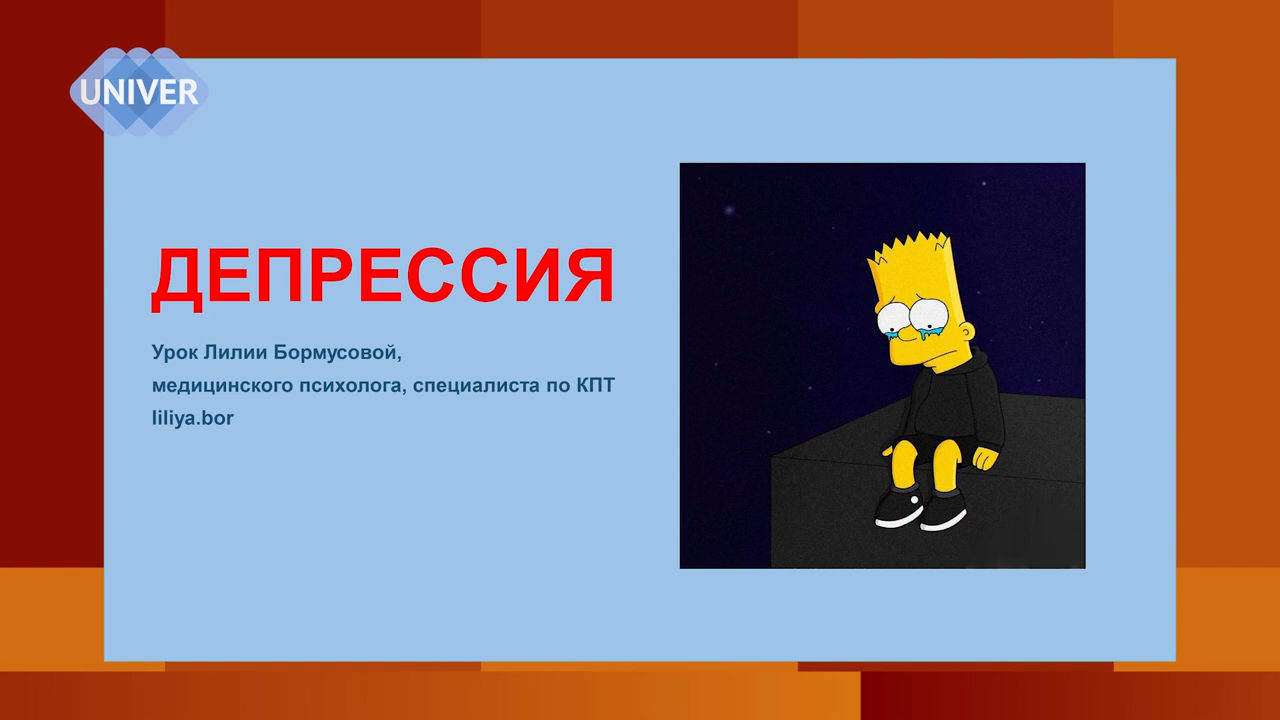 UNIVER
ДЕПРЕССИЯ
Урок Лилии Бормусовой,
медицинского психолога, специалиста по КПТ
liliya.bor